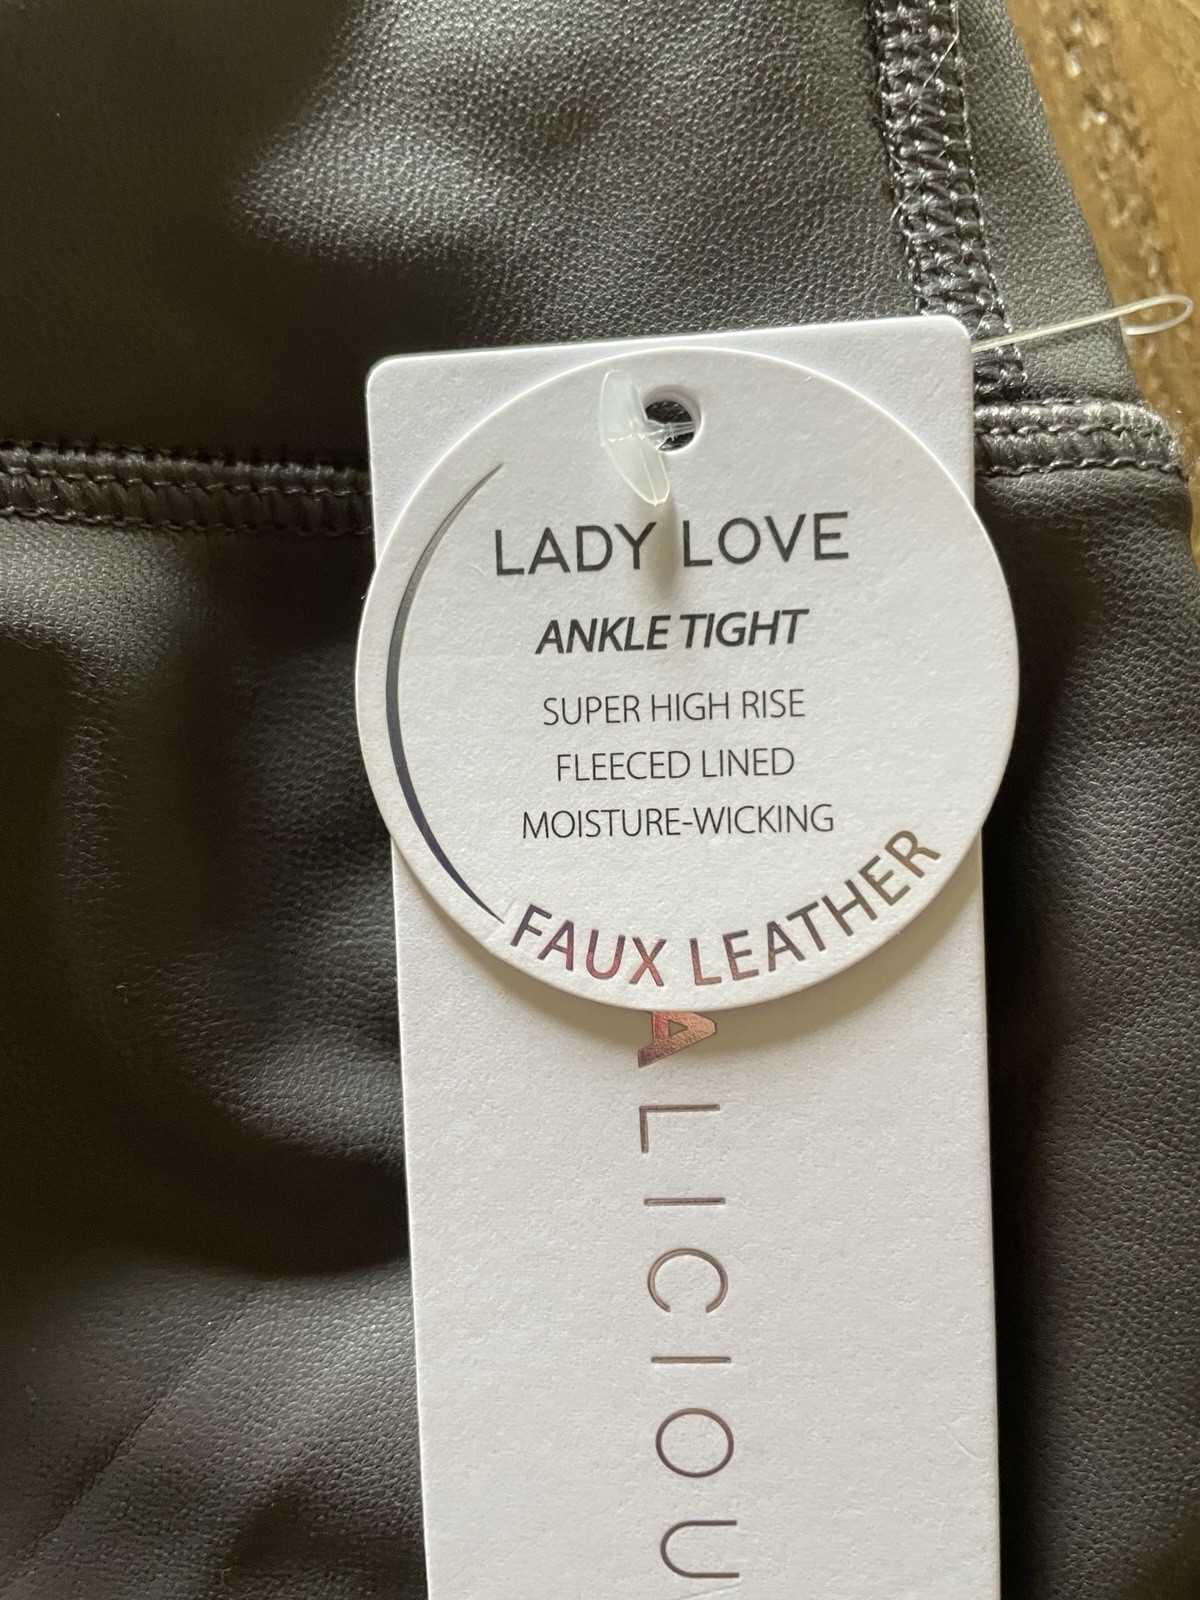 LADY LOVE
ANKLE TIGHT
SUPER HIGH RISE
FLEECED LINED
MOISTURE-WICKING
FAUX LEATHER
ALICIOU